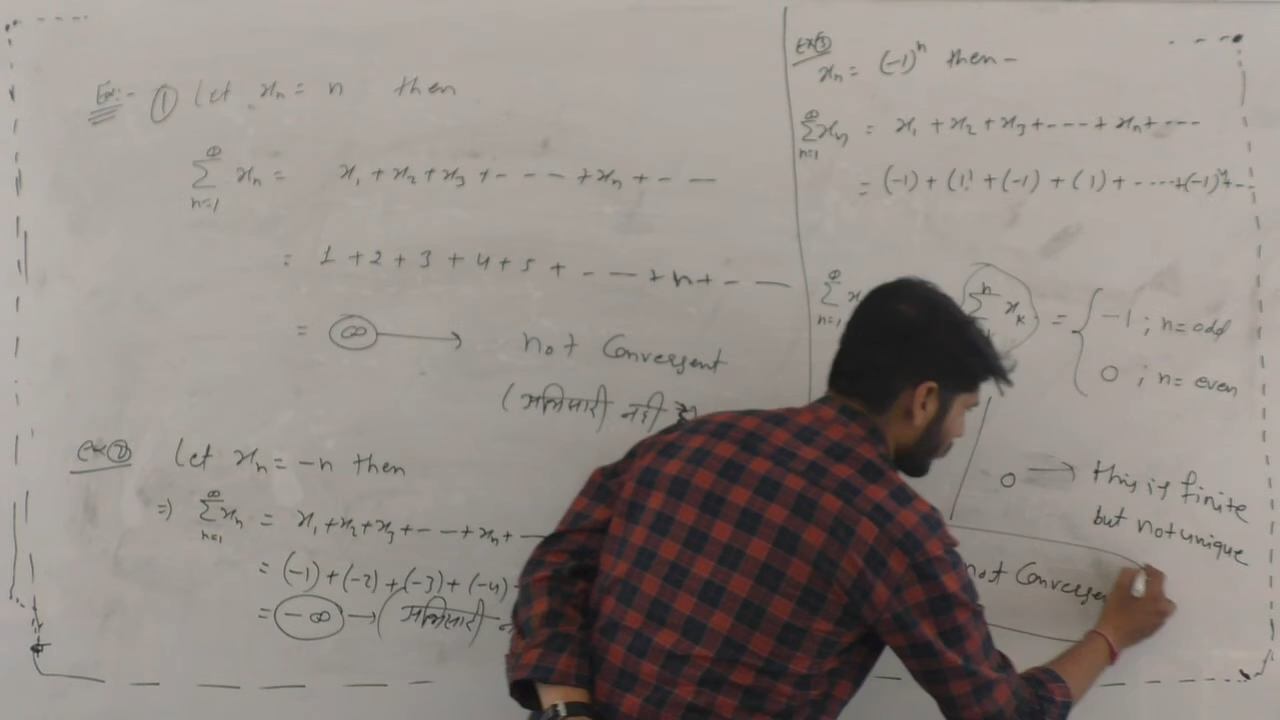 Ex:- ① Let xₙ = n then
∞∑n=1 xₙ = x₁ + x₂ + x₃ + - - - - + xₙ + - - -
= 1 + 2 + 3 + 4 + 5 + - - - + n + - - -
= ∞ → not Convergent
(अभिसारी नहीं है)
Ex② Let xₙ = -n then
⇒ ∞∑n=1 xₙ = x₁ + x₂ + x₃ + - - - + xₙ + - -
= (-1) + (-2) + (-3) + (-4) -
= -∞ → (अभिसारी
Ex③
xₙ = (-1)ⁿ then -
∞∑n=1 xₙ = x₁ + x₂ + x₃ + - - - - + xₙ + - - -
= (-1) + (1) + (-1) + (1) + - - - - + (-1)ⁿ + - -
∞∑n=1 x
n∑ xₖ = { -1 ; n = odd
0 ; n = even
0 → this is finite
but not unique
not Converge